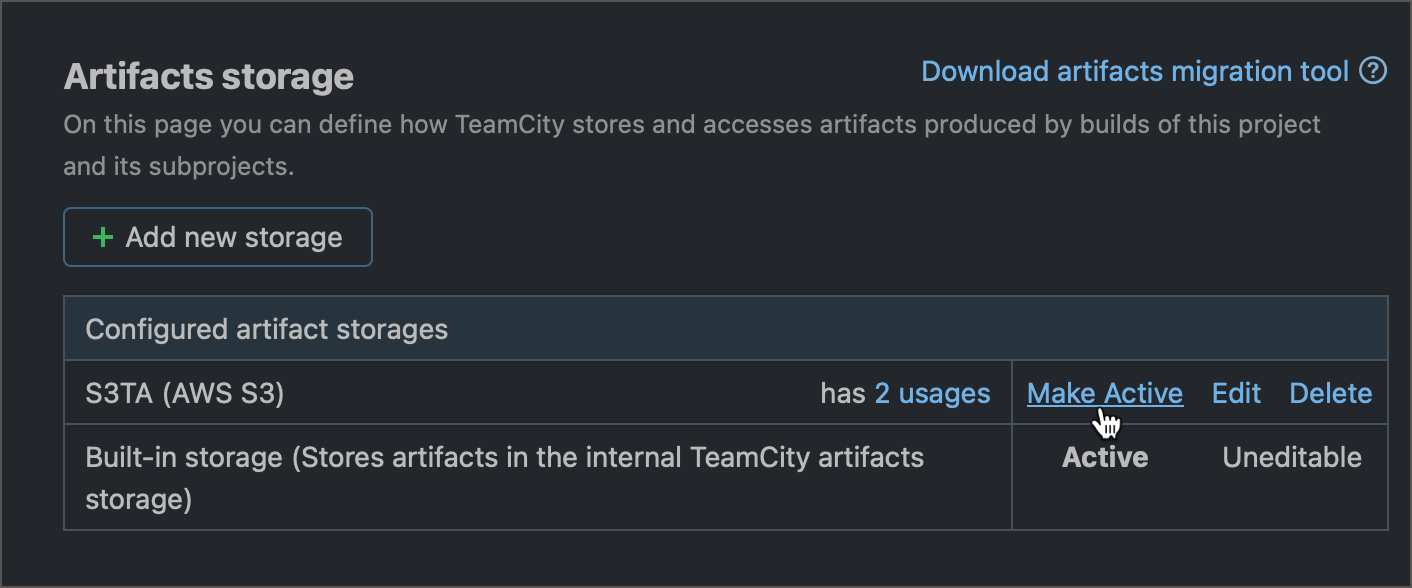 Artifacts storage
Download artifacts migration tool ?
On this page you can define how TeamCity stores and accesses artifacts produced by builds of this project
and its subprojects.
+ Add new storage
Configured artifact storages
S3TA (AWS S3) has 2 usages Make Active Edit Delete
Built-in storage (Stores artifacts in the internal TeamCity artifacts Active Uneditable
storage)